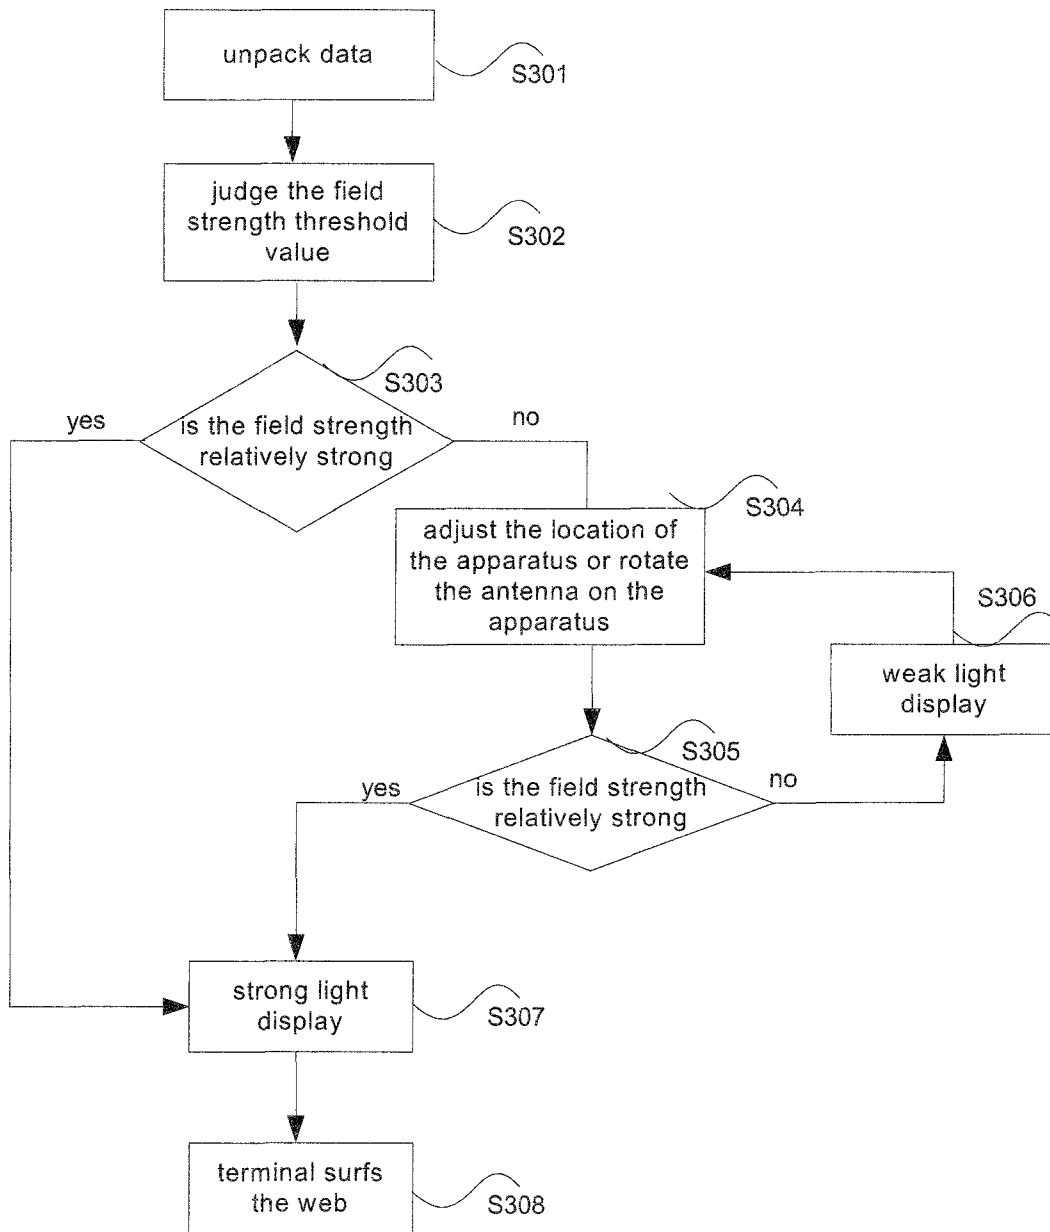 unpack data
S301
judge the field
strength threshold
value
S302
S303
yes
is the field strength
relatively strong
no
S304
adjust the location of
the apparatus or rotate
the antenna on the
apparatus
S306
weak light
display
S305
yes
is the field strength
relatively strong
no
strong light
display
S307
terminal surfs
the web
S308